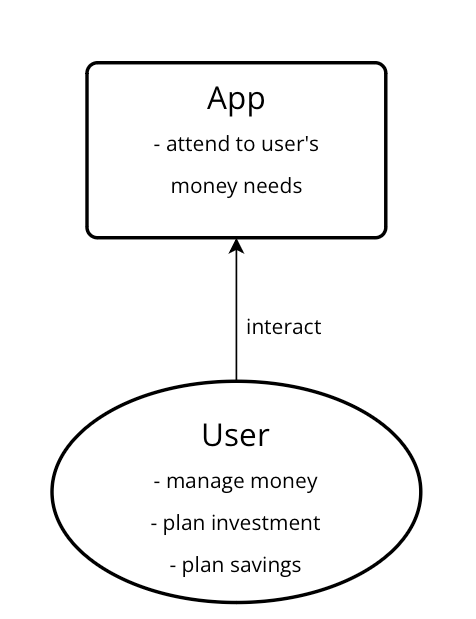 App
- attend to user's
money needs
interact
User
- manage money
- plan investment
- plan savings